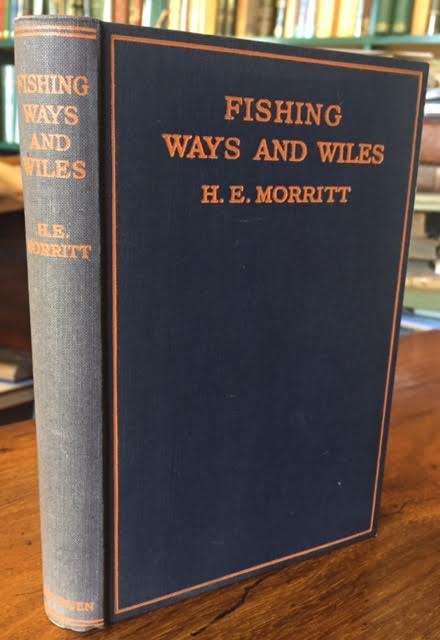 FISHING
WAYS
AND
WILES
H.E.
MORRITT
FISHING
WAYS AND WILES
H. E. MORRITT